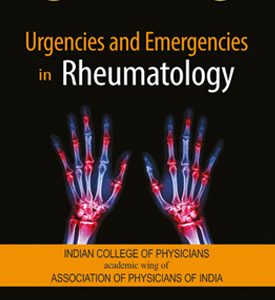 Urgencies and Emergencies
in Rheumatology
INDIAN COLLEGE OF PHYSICIANS
academic wing of
ASSOCIATION OF PHYSICIANS OF INDIA